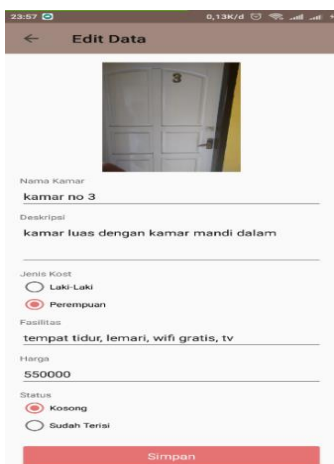 23:57 0,13K/d
Edit Data
3
Nama Kamar
kamar no 3
Deskripsi
kamar luas dengan kamar mandi dalam
Jenis Kost
Laki-Laki
Perempuan
Fasilitas
tempat tidur, lemari, wifi gratis, tv
Harga
550000
Status
Kosong
Sudah Terisi
Simpan